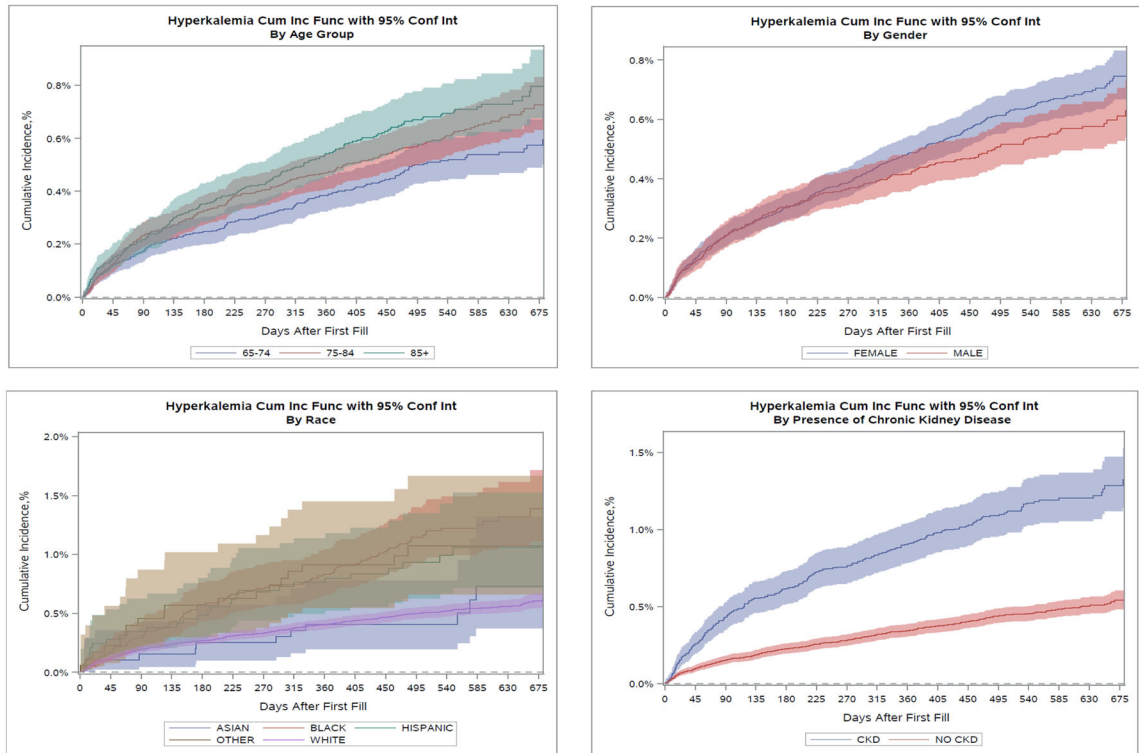 Hyperkalemia Cum Inc Func with 95% Conf Int
By Age Group
Cumulative Incidence,%
0.8%
0.6%
0.4%
0.2%
0.0%
0 45 90 135 180 225 270 315 360 405 450 495 540 585 630 675
Days After First Fill
65-74 75-84 85+
Hyperkalemia Cum Inc Func with 95% Conf Int
By Gender
Cumulative Incidence,%
0.8%
0.6%
0.4%
0.2%
0.0%
0 45 90 135 180 225 270 315 360 405 450 495 540 585 630 675
Days After First Fill
FEMALE MALE
Hyperkalemia Cum Inc Func with 95% Conf Int
By Race
Cumulative Incidence,%
2.0%
1.5%
1.0%
0.5%
0.0%
0 45 90 135 180 225 270 315 360 405 450 495 540 585 630 675
Days After First Fill
ASIAN BLACK HISPANIC
OTHER WHITE
Hyperkalemia Cum Inc Func with 95% Conf Int
By Presence of Chronic Kidney Disease
Cumulative Incidence,%
1.5%
1.0%
0.5%
0.0%
0 45 90 135 180 225 270 315 360 405 450 495 540 585 630 675
Days After First Fill
CKD NO CKD